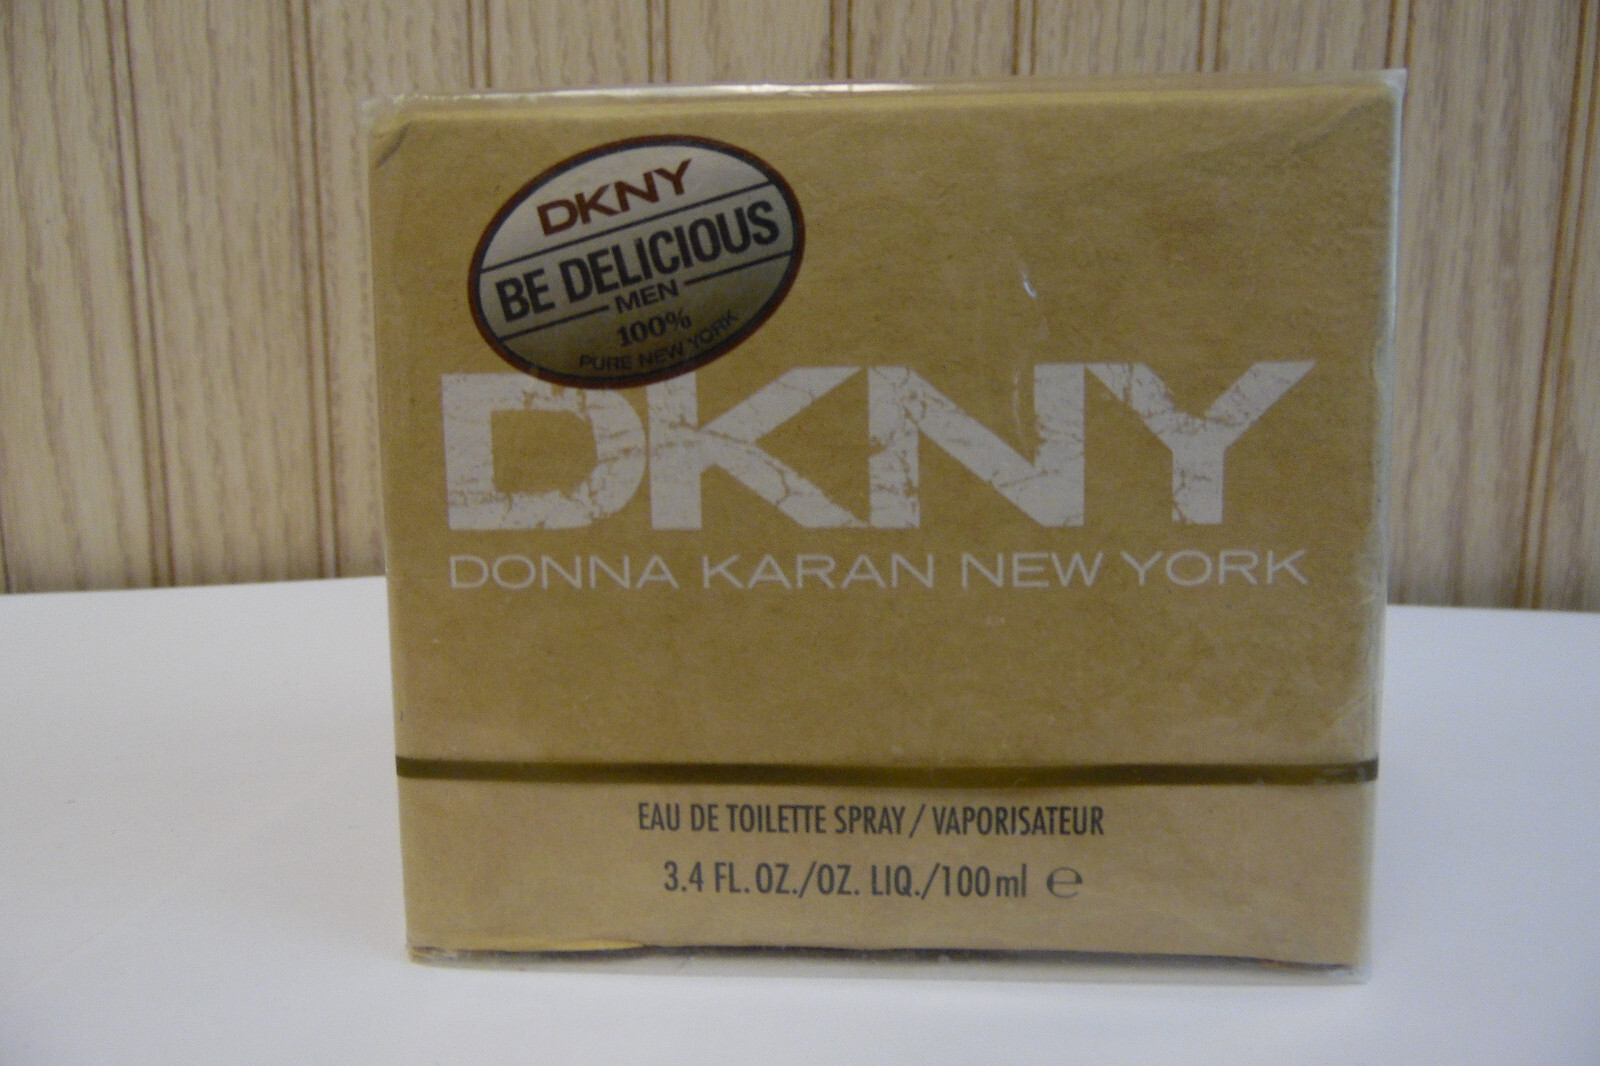 DKNY
BE DELICIOUS
MEN
100%
PURE NEW YORK
DKNY
DONNA KARAN NEW YORK
EAU DE TOILETTE SPRAY / VAPORISATEUR
3.4 FL. OZ./OZ. LIQ./100ml ℮